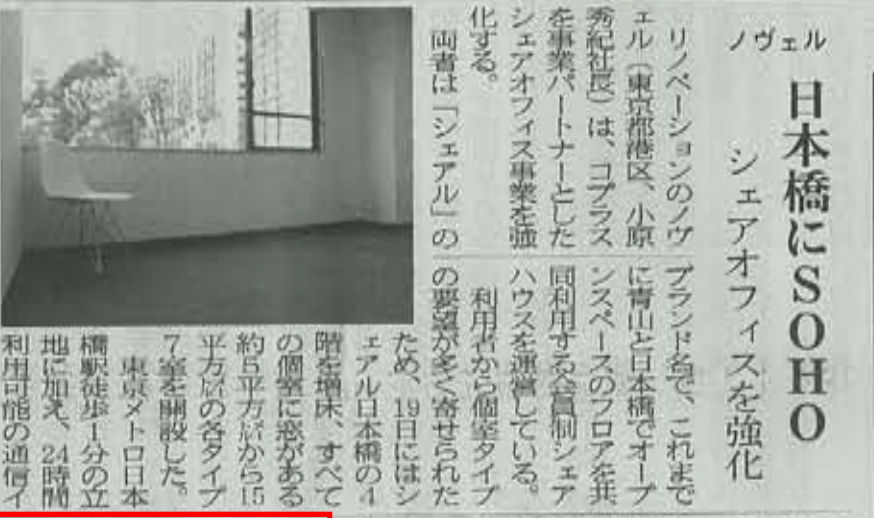 ノヴェル
日本橋にSOHO
シェアオフィスを強化
リノベーションのノヴ
ェル（東京都港区、小原
秀紀社長）は、コプラス
を事業パートナーとした
シェアオフィス事業を強
化する。
両者は「シェアル」の
ブランド名で、これまで
に青山と日本橋でオープ
ンスペースのフロアを共
同利用する会員制シェア
ハウスを運営している。
利用者から個室タイプ
の要望が多く寄せられた
ため、19日にはシ
ェアル日本橋の4
階を増床、すべて
の個室に窓がある
約5平方㍍から15
平方㍍の各タイプ
7室を開設した。
東京メトロ日本
橋駅徒歩1分の立
地に加え、24時間
利用可能の通信イ